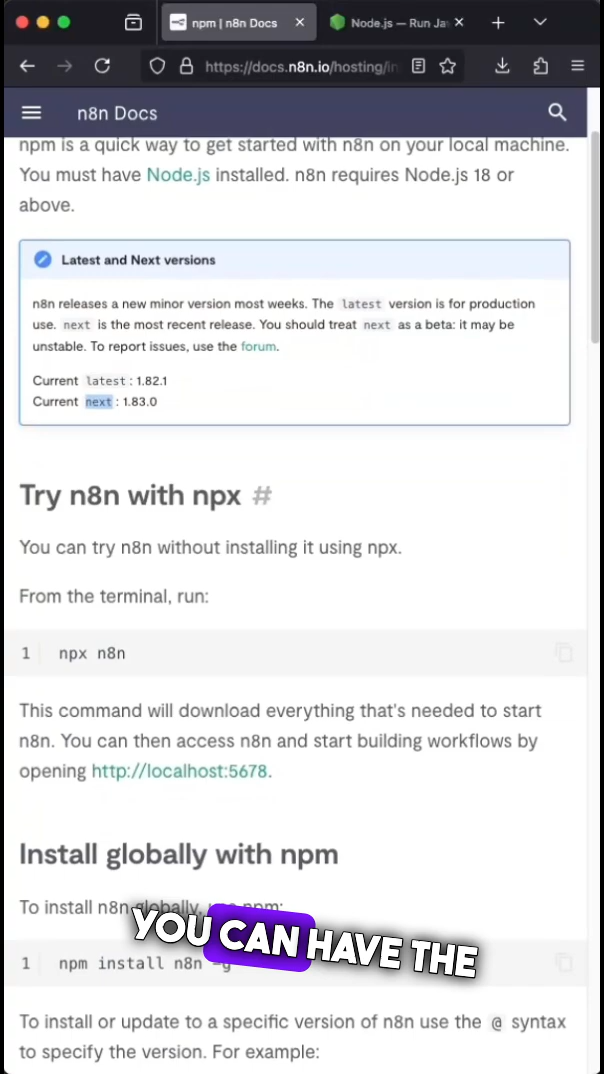 npm | n8n Docs
Node.js — Run Ja
https://docs.n8n.io/hosting/in
n8n Docs
npm is a quick way to get started with n8n on your local machine.
You must have Node.js installed. n8n requires Node.js 18 or
above.
Latest and Next versions
n8n releases a new minor version most weeks. The latest version is for production
use. next is the most recent release. You should treat next as a beta: it may be
unstable. To report issues, use the forum.
Current latest: 1.82.1
Current next: 1.83.0
Try n8n with npx #
You can try n8n without installing it using npx.
From the terminal, run:
1 npx n8n
This command will download everything that's needed to start
n8n. You can then access n8n and start building workflows by
opening http://localhost:5678.
Install globally with npm
To install n8n globally, use npm:
YOU CAN HAVE THE
1 npm install n8n -g
To install or update to a specific version of n8n use the @ syntax
to specify the version. For example: